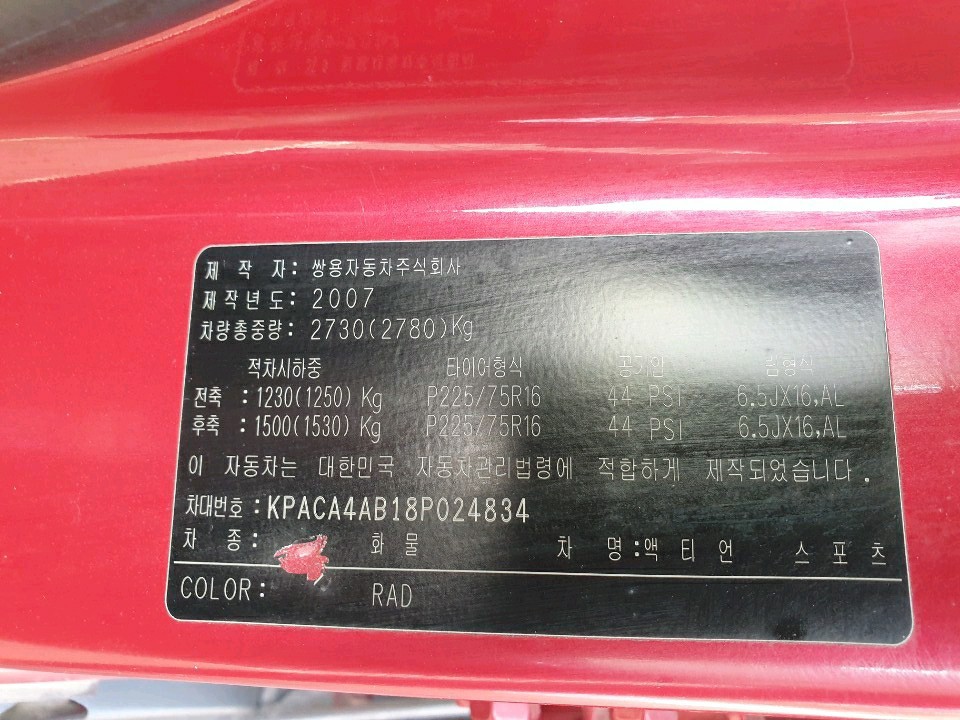 제 작 자: 쌍용자동차주식회사
제작년도: 2007
차량총중량: 2730(2780)Kg
적차시하중 타이어형식 공기압 림형식
전축 : 1230(1250) Kg P225/75R16 44 PSI 6.5JX16,AL
후축 : 1500(1530) Kg P225/75R16 44 PSI 6.5JX16,AL
이 자동차는 대한민국 자동차관리법령에 적합하게 제작되었습니다.
차대번호 : KPACA4AB18P024834
차 종: 화 물 차 명:액 티 언 스 포 츠
COLOR: RAD